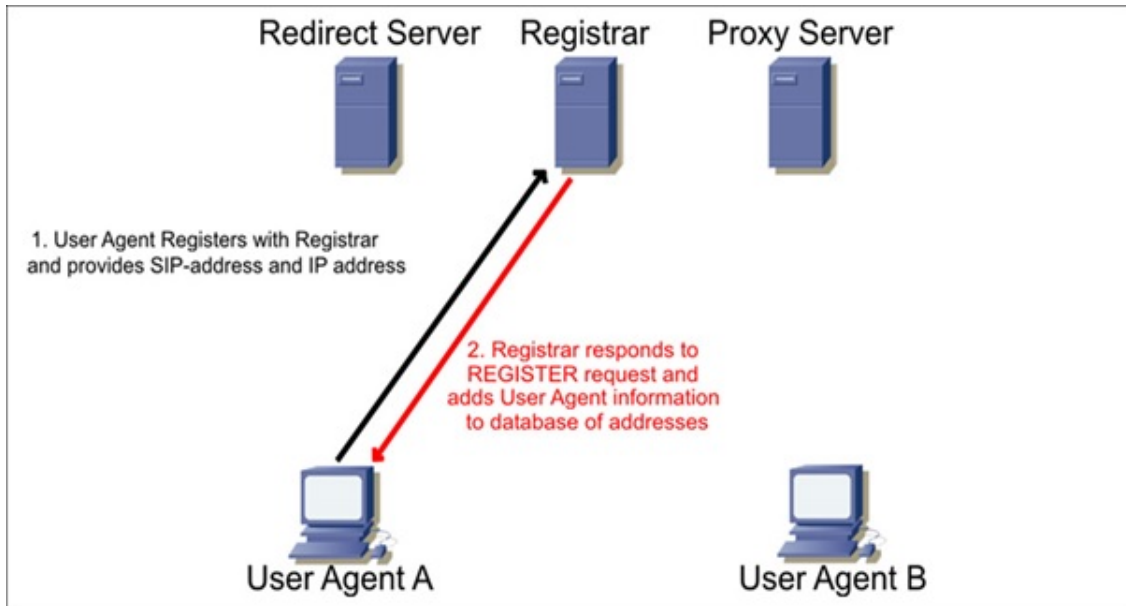 Redirect Server
Registrar
Proxy Server
1. User Agent Registers with Registrar
and provides SIP-address and IP address
2. Registrar responds to
REGISTER request and
adds User Agent information
to database of addresses
User Agent A
User Agent B